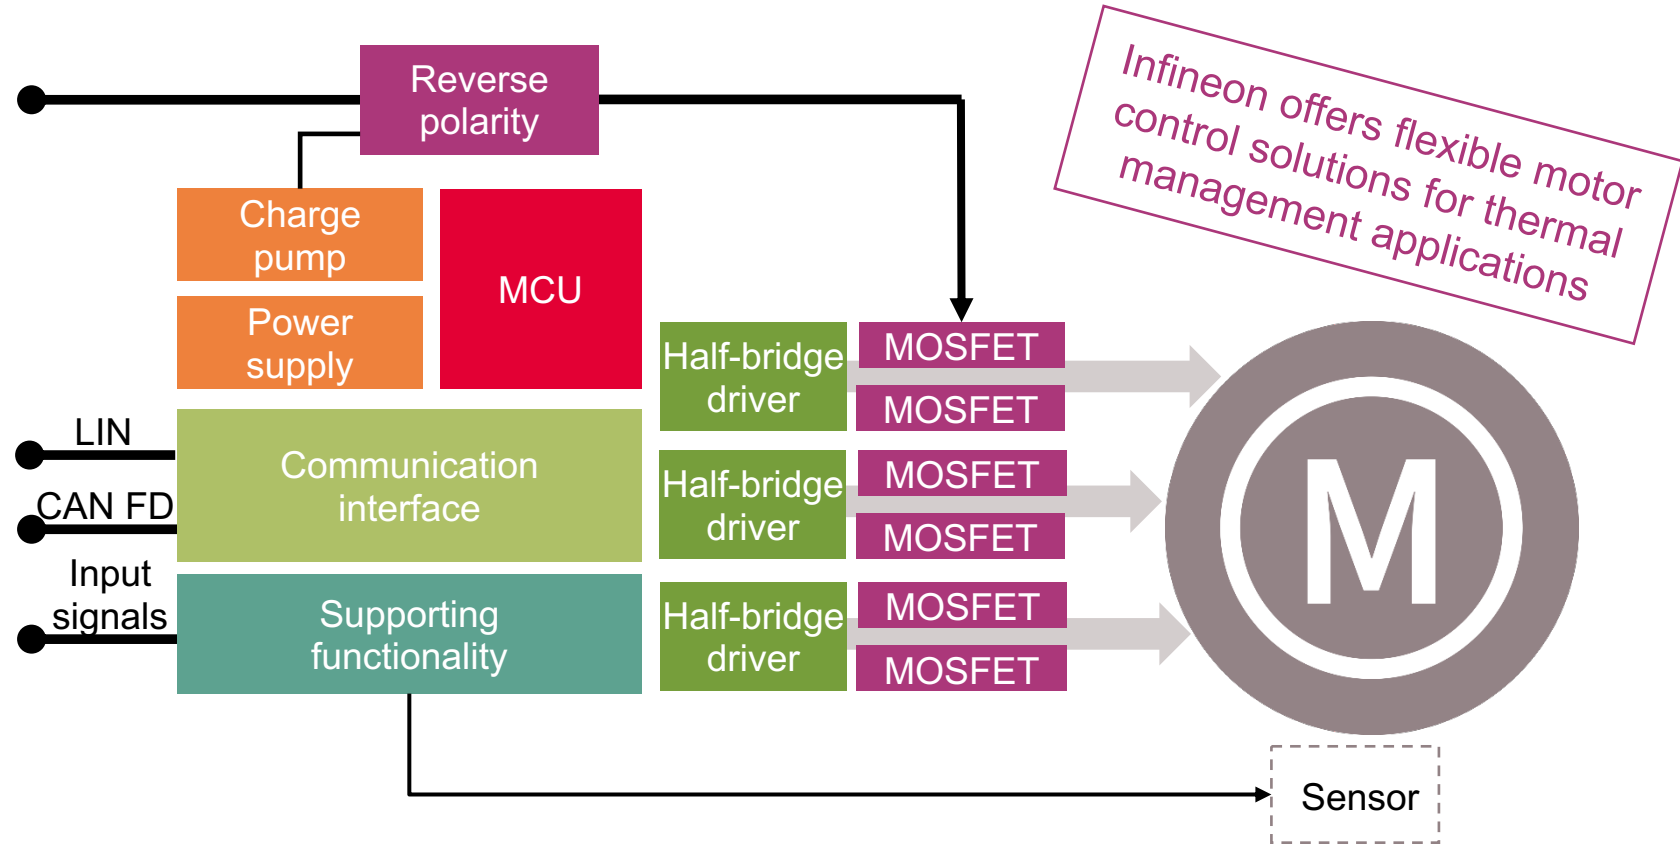 Reverse
polarity
Infineon offers flexible motor
control solutions for thermal
management applications
Charge
pump
MCU
Power
supply
Half-bridge
driver
MOSFET
MOSFET
LIN
Communication
interface
CAN FD
Half-bridge
driver
MOSFET
MOSFET
M
Input
signals
Supporting
functionality
Half-bridge
driver
MOSFET
MOSFET
Sensor